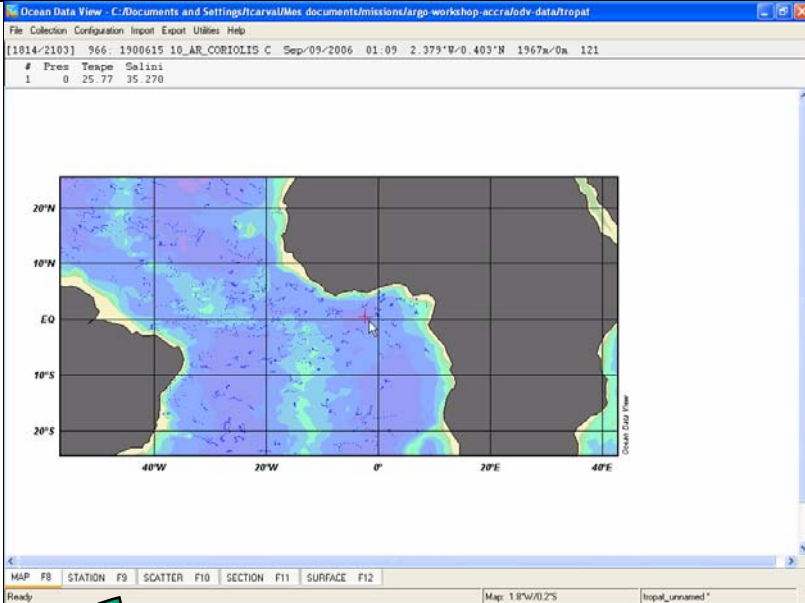 Ocean Data View - C:/Documents and Settings/tcarval/Mes documents/missions/argo-workshop-accra/odv-data/tropat
File Collection Configuration Import Export Utilities Help
[1814/2103] 966: 1900615 10_AR_CORIOLIS C Sep/09/2006 01:09 2.379°W/0.403°N 1967m/0m 121
# Pres Tempe Salini
1 0 25.77 35.270
20°N
10°N
EQ
10°S
20°S
40°W 20°W 0° 20°E 40°E
Ocean Data View
MAP F8 STATION F9 SCATTER F10 SECTION F11 SURFACE F12
Ready Map: 1.8°W/0.2°S tropat_unnamed *